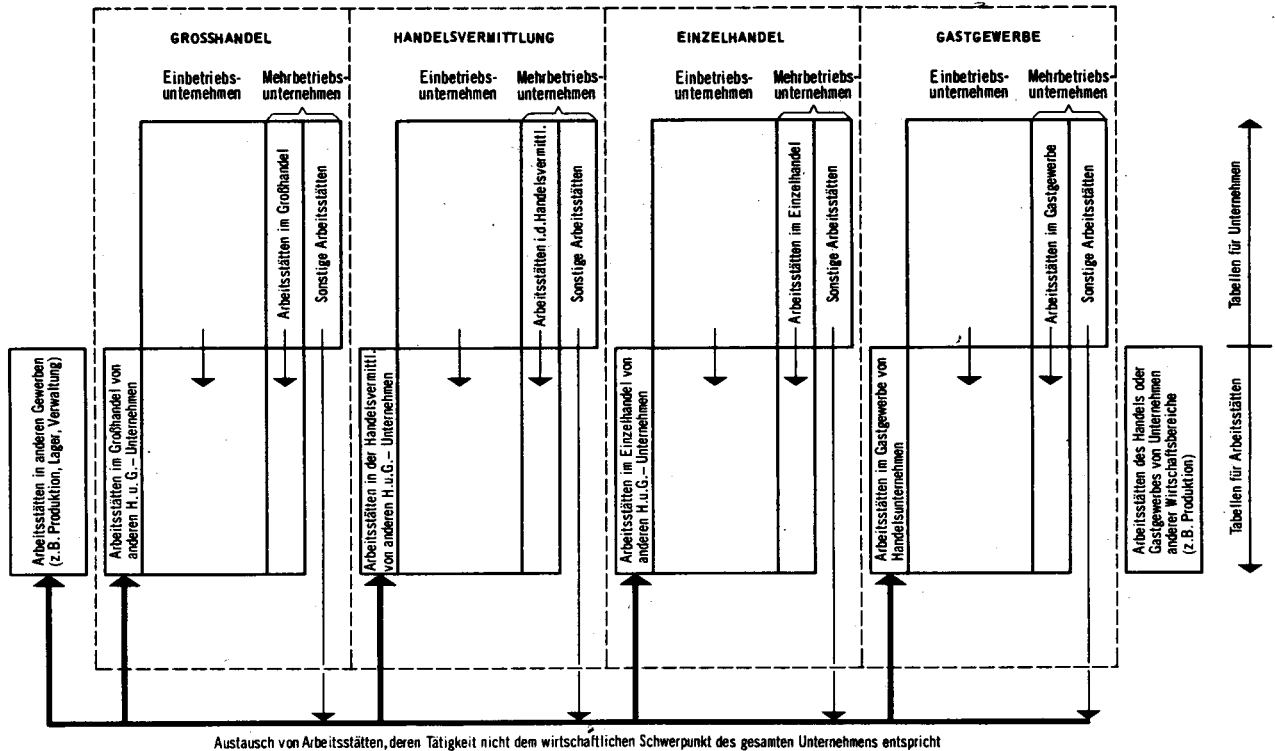 GROSSHANDEL
Einbetriebs-
unternehmen
Mehrbetriebs-
unternehmen
Arbeitsstätten im Großhandel
Sonstige Arbeitsstätten
HANDELSVERMITTLUNG
Einbetriebs-
unternehmen
Mehrbetriebs-
unternehmen
Arbeitsstätten i.d.Handelsvermittl.
Sonstige Arbeitsstätten
EINZELHANDEL
Einbetriebs-
unternehmen
Mehrbetriebs-
unternehmen
Arbeitsstätten im Einzelhandel
Sonstige Arbeitsstätten
GASTGEWERBE
Einbetriebs-
unternehmen
Mehrbetriebs-
unternehmen
Arbeitsstätten im Gastgewerbe
Sonstige Arbeitsstätten
Tabellen für Unternehmen
Arbeitsstätten in anderen Gewerben
(z.B. Produktion, Lager, Verwaltung)
Arbeitsstätten im Großhandel von
anderen H.u.G.– Unternehmen
Arbeitsstätten in der Handelsvermittl.
von anderen H.u.G.– Unternehmen
Arbeitsstätten im Einzelhandel von
anderen H.u.G.– Unternehmen
Arbeitsstätten im Gastgewerbe von
Handelsunternehmen
Arbeitsstätten des Handels oder
Gastgewerbes von Unternehmen
anderer Wirtschaftsbereiche
(z.B. Produktion)
Tabellen für Arbeitsstätten
Austausch von Arbeitsstätten, deren Tätigkeit nicht dem wirtschaftlichen Schwerpunkt des gesamten Unternehmens entspricht